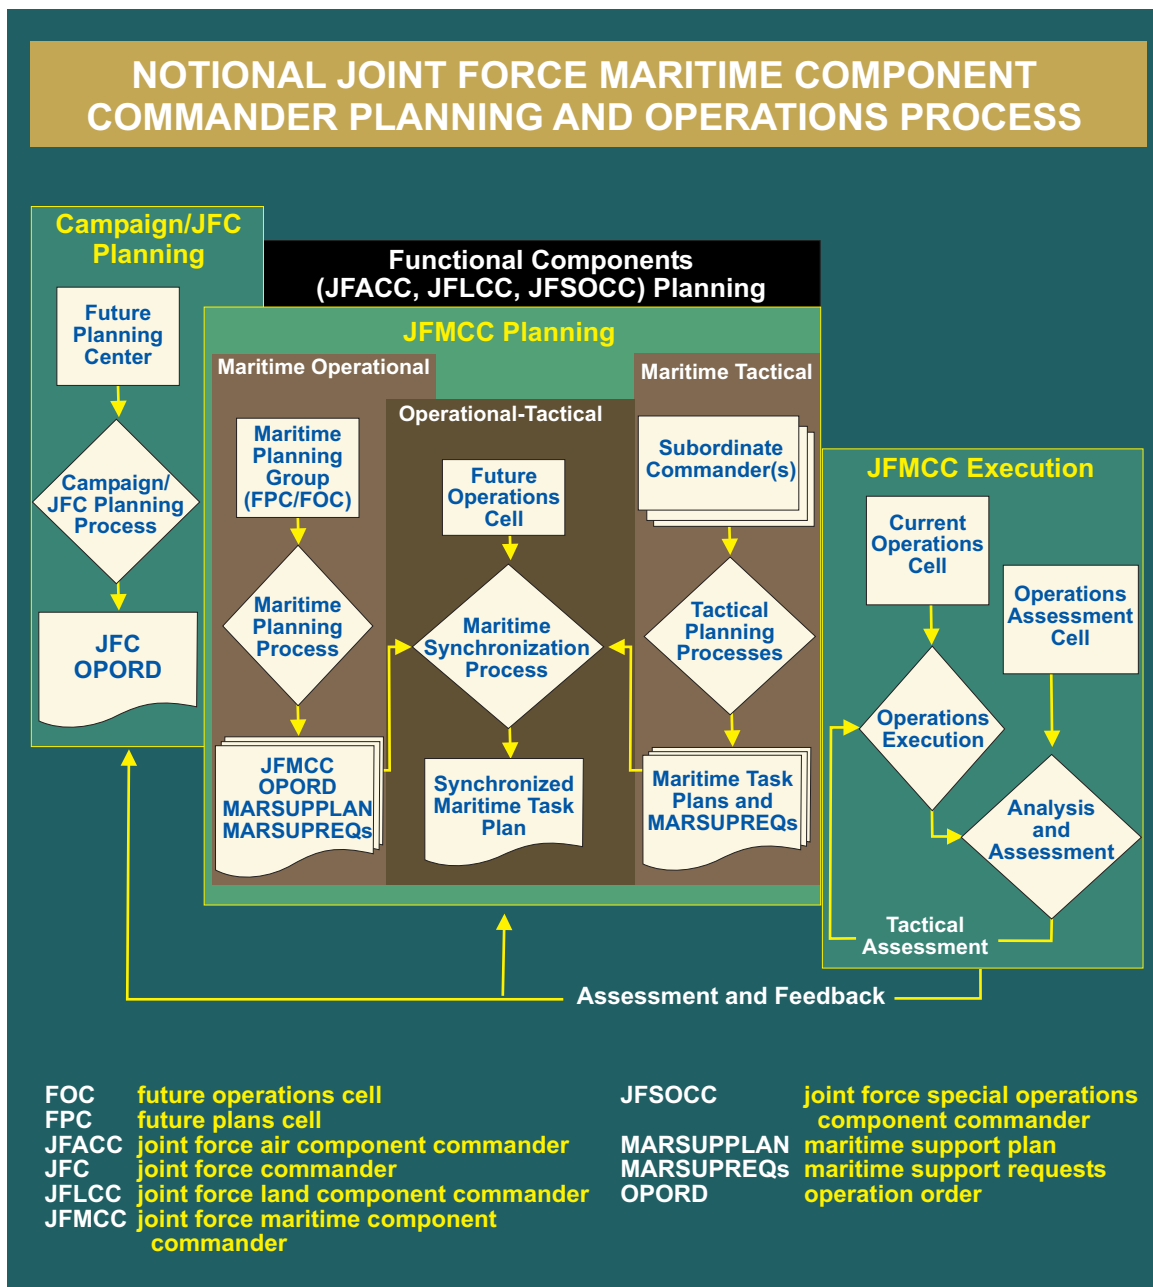 NOTIONAL JOINT FORCE MARITIME COMPONENT
COMMANDER PLANNING AND OPERATIONS PROCESS
Campaign/JFC
Planning
Future
Planning
Center
Campaign/
JFC Planning
Process
JFC
OPORD
Functional Components
(JFACC, JFLCC, JFSOCC) Planning
JFMCC Planning
Maritime Operational
Maritime
Planning
Group
(FPC/FOC)
Maritime
Planning
Process
JFMCC
OPORD
MARSUPPLAN
MARSUPREQs
Operational-Tactical
Future
Operations
Cell
Maritime
Synchronization
Process
Synchronized
Maritime Task
Plan
Maritime Tactical
Subordinate
Commander(s)
Tactical
Planning
Processes
Maritime Task
Plans and
MARSUPREQs
JFMCC Execution
Current
Operations
Cell
Operations
Assessment
Cell
Operations
Execution
Analysis
and
Assessment
Tactical
Assessment
Assessment and Feedback
FOC future operations cell
FPC future plans cell
JFACC joint force air component commander
JFC joint force commander
JFLCC joint force land component commander
JFMCC joint force maritime component
commander
JFSOCC joint force special operations
component commander
MARSUPPLAN maritime support plan
MARSUPREQs maritime support requests
OPORD operation order